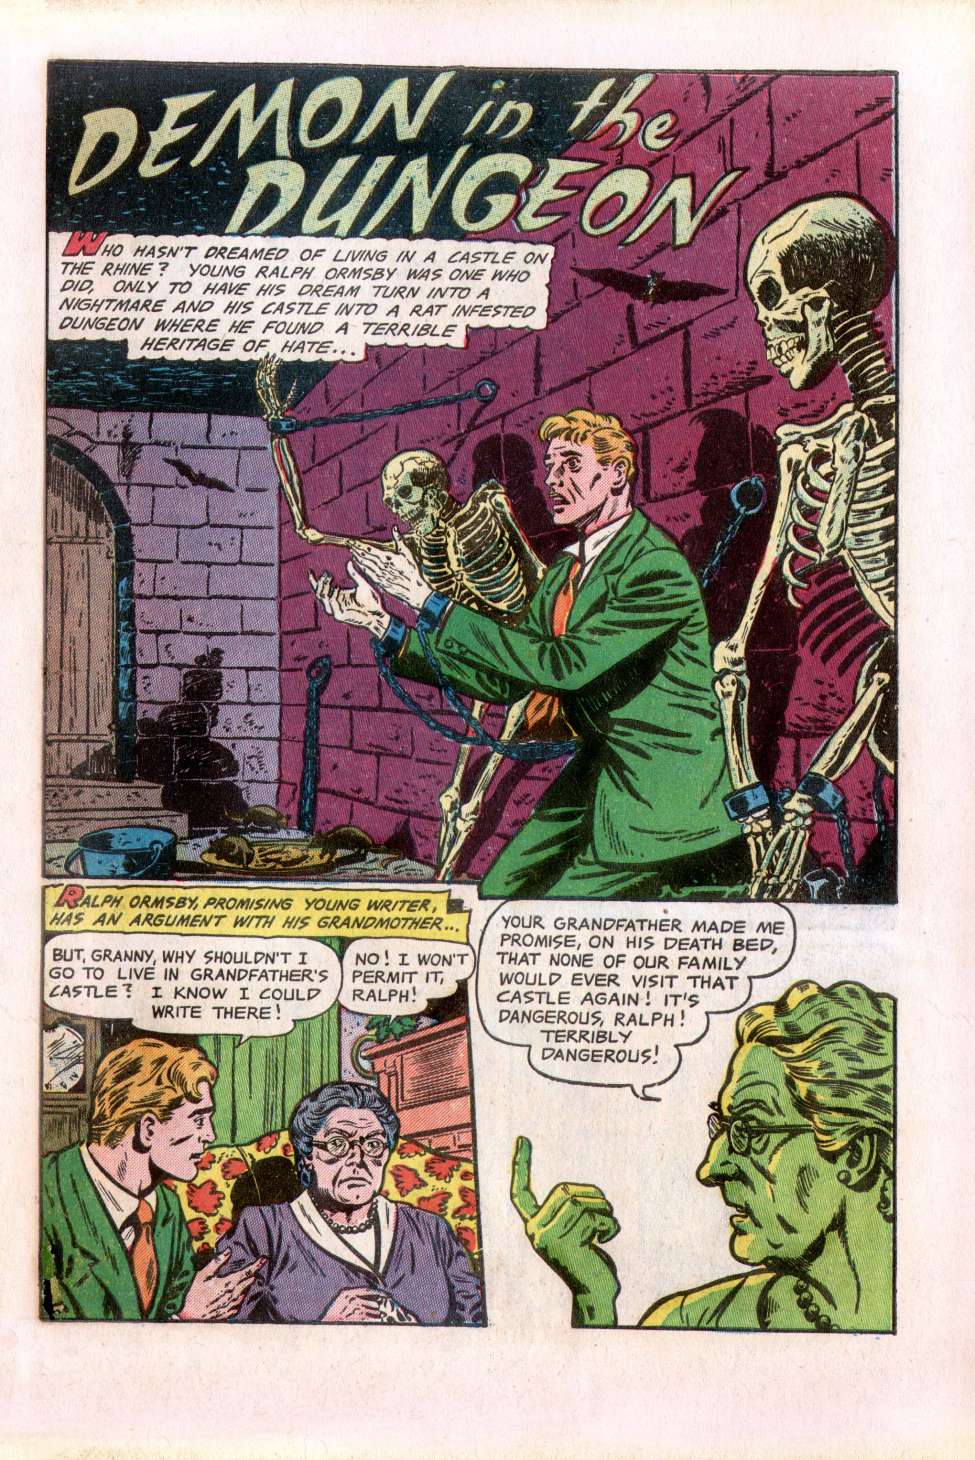 DEMON in the
DUNGEON
WHO HASN'T DREAMED OF LIVING IN A CASTLE ON
THE RHINE? YOUNG RALPH ORMSBY WAS ONE WHO
DID, ONLY TO HAVE HIS DREAM TURN INTO A
NIGHTMARE AND HIS CASTLE INTO A RAT INFESTED
DUNGEON WHERE HE FOUND A TERRIBLE
HERITAGE OF HATE...
RALPH ORMSBY, PROMISING YOUNG WRITER,
HAS AN ARGUMENT WITH HIS GRANDMOTHER...
BUT, GRANNY, WHY SHOULDN'T I
GO TO LIVE IN GRANDFATHER'S
CASTLE? I KNOW I COULD
WRITE THERE!
NO! I WON'T
PERMIT IT,
RALPH!
YOUR GRANDFATHER MADE ME
PROMISE, ON HIS DEATH BED,
THAT NONE OF OUR FAMILY
WOULD EVER VISIT THAT
CASTLE AGAIN! IT'S
DANGEROUS, RALPH!
TERRIBLY
DANGEROUS!